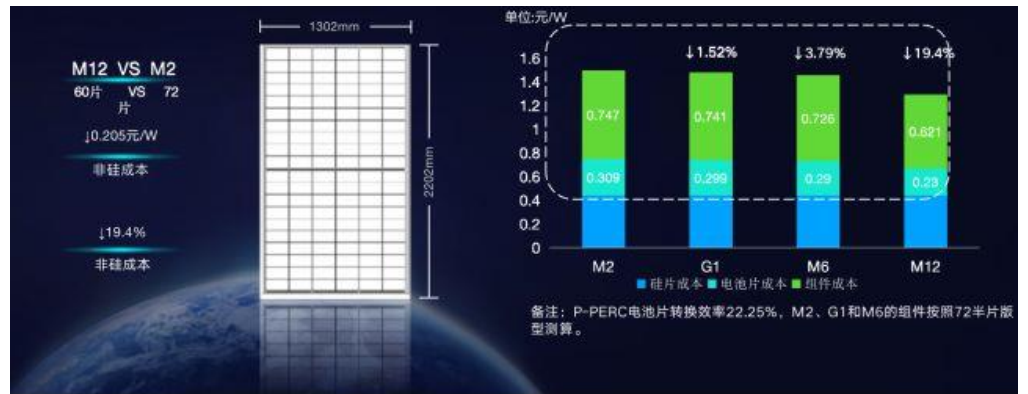 M12 VS M2
60片 VS 72
片
↓0.205元/W
非硅成本
↓19.4%
非硅成本
1302mm
2202mm
单位:元/W
↓1.52%
↓3.79%
↓19.4%
1.6
1.4
1.2
1
0.8
0.6
0.4
0.2
0
0.747
0.741
0.726
0.621
0.309
0.299
0.29
0.23
M2
G1
M6
M12
硅片成本 电池片成本 组件成本
备注：P-PERC电池片转换效率22.25%，M2、G1和M6的组件按照72半片版
型测算。